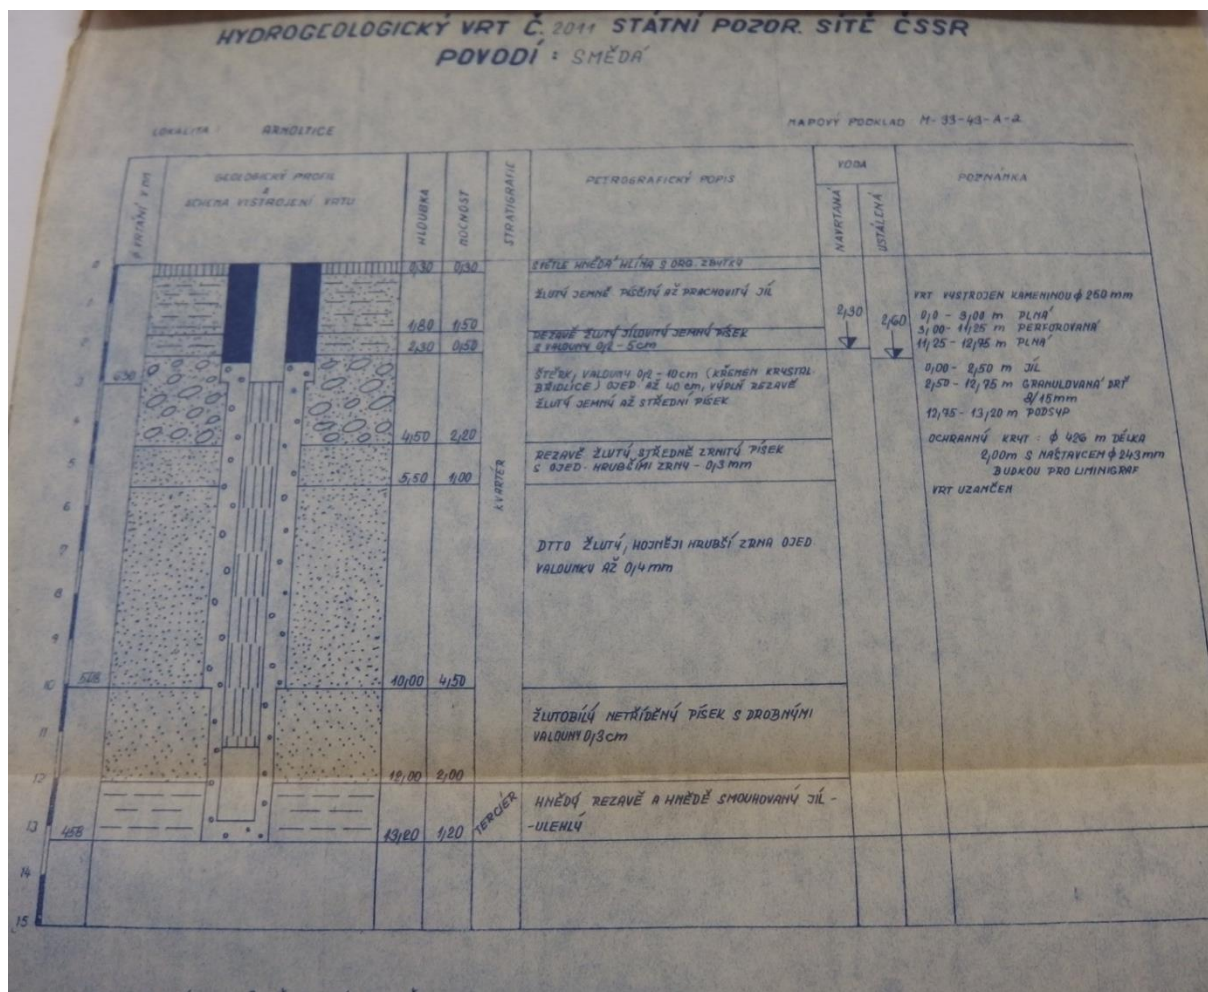 HYDROGEOLOGICKÝ VRT Č. 2011 STÁTNÍ POZOR. SÍTĚ ČSSR
POVODÍ : SMĚDÁ
LOKALITA : ARNOLTICE
MAPOVÝ PODKLAD M-33-43-A-a
Ø VRTÁNÍ V MM
GEOLOGICKÝ PROFIL
A
SCHEMA VYSTROJENÍ VRTU
HLOUBKA
MOCNOST
STRATIGRAFIE
PETROGRAFICKÝ POPIS
VODA
NAVRTANÁ
USTÁLENÁ
POZNÁMKA
0,30 0,30 SVĚTLE HNĚDÁ HLÍNA S ORG. ZBYTKY
ŽLUTÝ JEMNĚ PÍSČITÝ AŽ PRACHOVITÝ JÍL
1,80 1,50
REZAVĚ ŽLUTÝ JÍLOVITÝ JEMNÝ PÍSEK
2,30 0,50 S VALOUNY 0,2 - 5cm
2,30
2,60
3 630
ŠTĚRK, VALOUNY 0,2 - 10cm (KŘEMEN KRYSTAL.
BŘIDLICE) OJED AŽ 40 cm, VÝPLŇ REZAVĚ
ŽLUTÝ JEMNÝ AŽ STŘEDNÍ PÍSEK
4
4,50 2,20
REZAVĚ ŽLUTÝ STŘEDNĚ ZRNITÝ PÍSEK
S OJED. HRUBŠÍMI ZRNY - 0,3mm
5
5,50 1,00
KVARTÉR
6
7
DTTO ŽLUTÝ, HOJNĚJI HRUBŠÍ ZRNA OJED
VALOUNKY AŽ 0,4mm
8
9
10 508 10,00 4,50
11
ŽLUTOBÍLÝ NETŘÍDĚNÝ PÍSEK S DROBNÝMI
VALOUNY 0,3cm
12 12,00 2,00
TERCIÉR
HNĚDÝ REZAVĚ A HNĚDĚ SMOUHOVANÝ JÍL -
-ULEHLÝ
13 458 13,20 1,20
14
15
VRT VYSTROJEN KAMENINOU ϕ 250 mm
0,0 - 3,00 m PLNÁ
3,00 - 11,25 m PERFOROVANÁ
11,25 - 12,75 m PLNÁ
0,00 - 2,50 m JÍL
2,50 - 12,75 m GRANULOVANÁ DRŤ
8/15mm
12,75 - 13,20 m PODSYP
OCHRANNÝ KRYT : ϕ 426 m DÉLKA
2,00m S NÁSTAVCEM ϕ 243mm
BUDKOU PRO LIMINIGRAF
VRT UZAMČEN